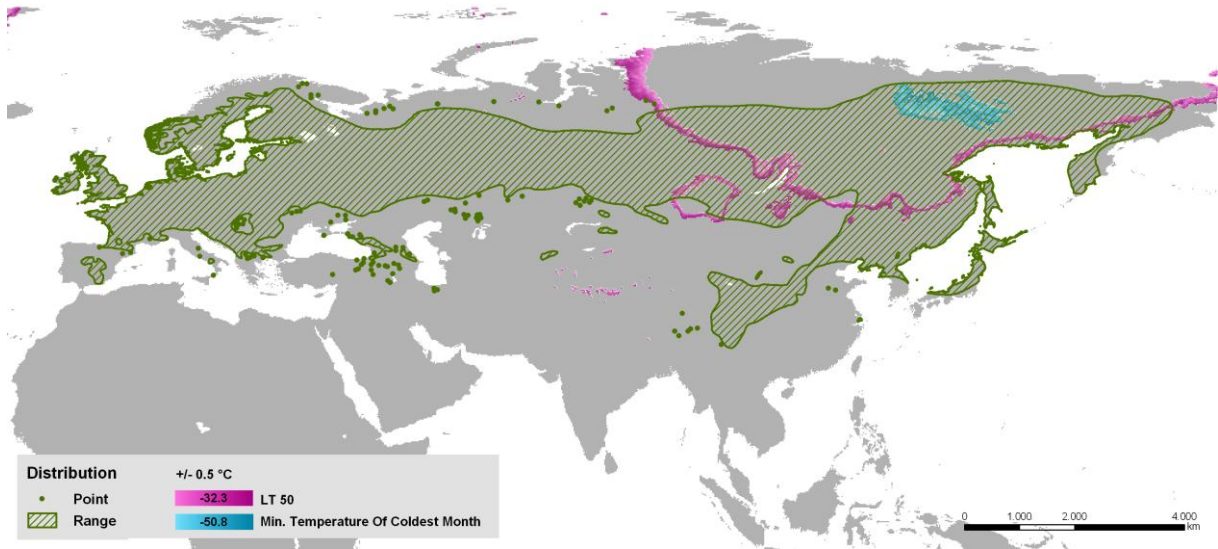 Distribution
+/- 0.5 °C
Point
-32.3 LT 50
Range
-50.8 Min. Temperature Of Coldest Month
0 1.000 2.000 4.000
km